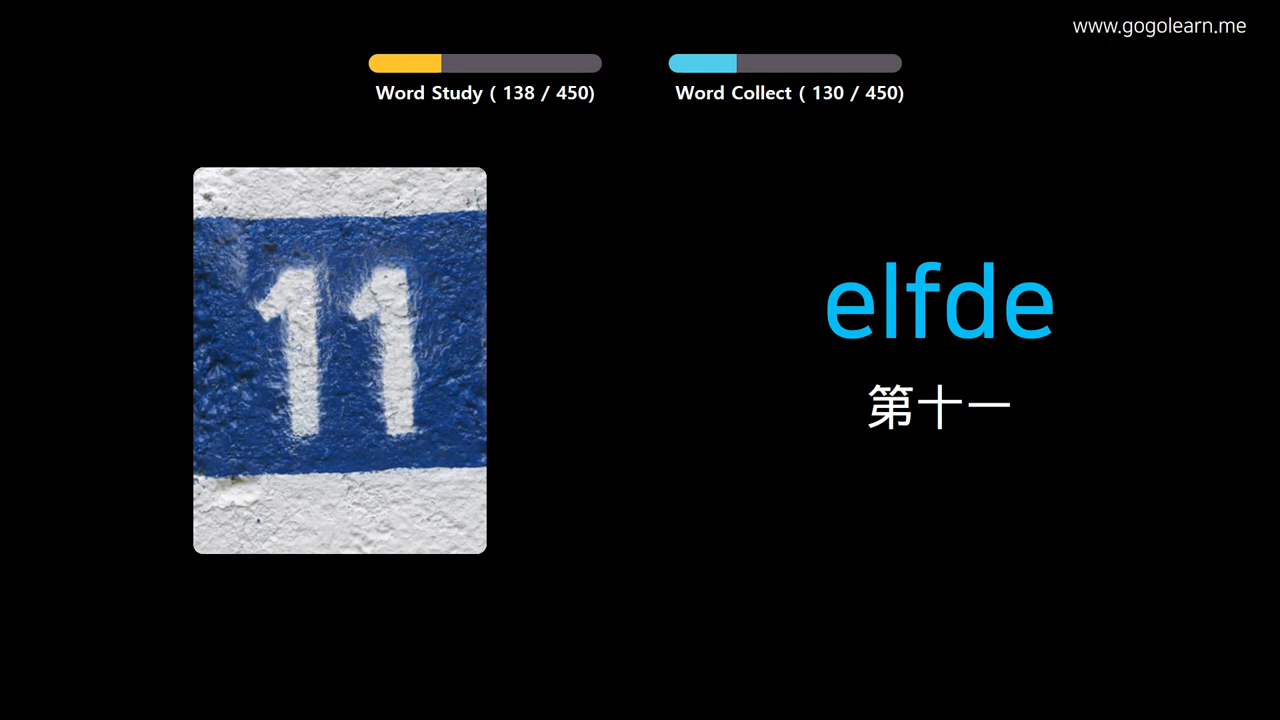 www.gogolearn.me
Word Study ( 138 / 450)
Word Collect ( 130 / 450)
11
elfde
第十一